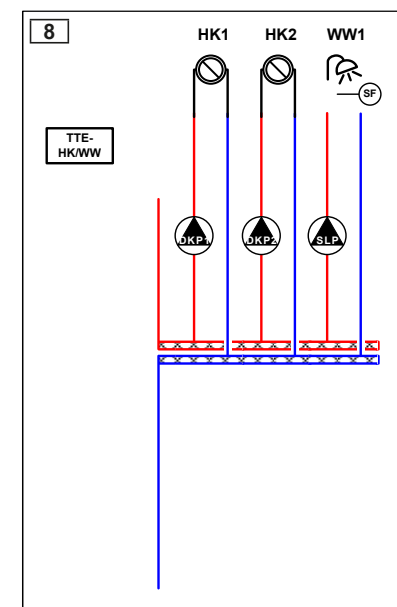 8
HK1 HK2 WW1
SF
TTE-
HK/WW
DKP1 DKP2 SLP